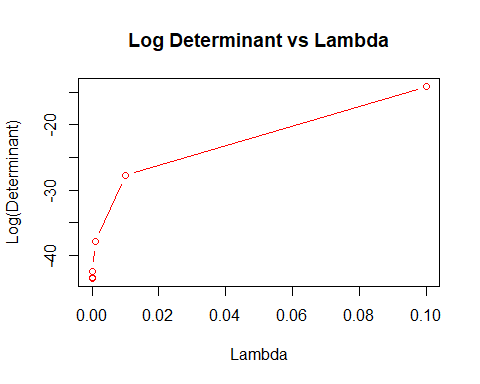 Log Determinant vs Lambda
Log(Determinant)
-20
-30
-40
0.00 0.02 0.04 0.06 0.08 0.10
Lambda